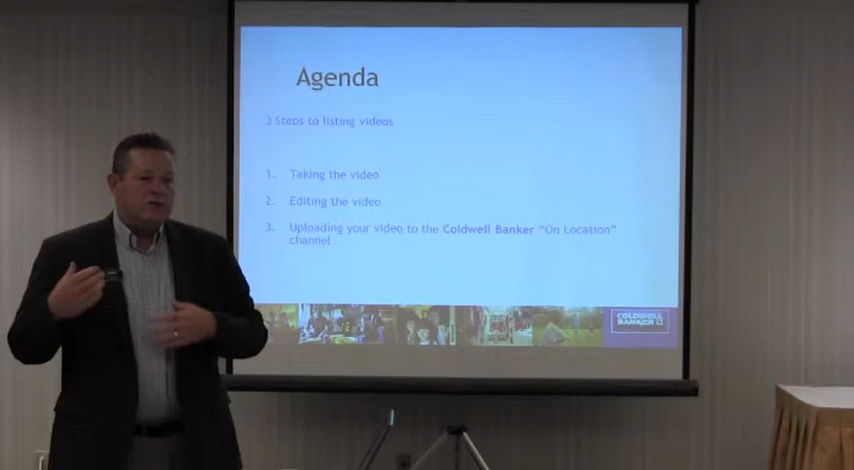 Agenda
3 Steps to listing videos
1. Taking the video
2. Editing the video
3. Uploading your video to the Coldwell Banker “On Location”
channel
COLDWELL
BANKER